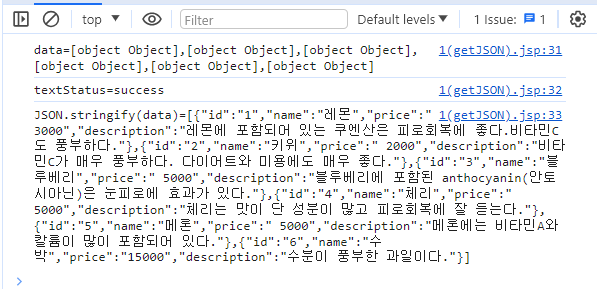 top Filter Default levels 1 Issue: 1
data=[object Object],[object Object],[object Object], 1(getJSON).jsp:31
[object Object],[object Object],[object Object]
textStatus=success 1(getJSON).jsp:32
JSON.stringify(data)=[{"id":"1","name":"레몬","price":" 1(getJSON).jsp:33
3000","description":"레몬에 포함되어 있는 쿠엔산은 피로회복에 좋다.비타민C
도 풍부하다."},{"id":"2","name":"키위","price":" 2000","description":"비타
민C가 매우 풍부하다. 다이어트와 미용에도 매우 좋다."},{"id":"3","name":"블
루베리","price":" 5000","description":"블루베리에 포함된 anthocyanin(안토
시아닌)은 눈피로에 효과가 있다."},{"id":"4","name":"체리","price":"
5000","description":"체리는 맛이 단 성분이 많고 피로회복에 잘 듣는다."},
{"id":"5","name":"메론","price":" 5000","description":"메론에는 비타민A와
칼륨이 많이 포함되어 있다."},{"id":"6","name":"수
박","price":"15000","description":"수분이 풍부한 과일이다."}]